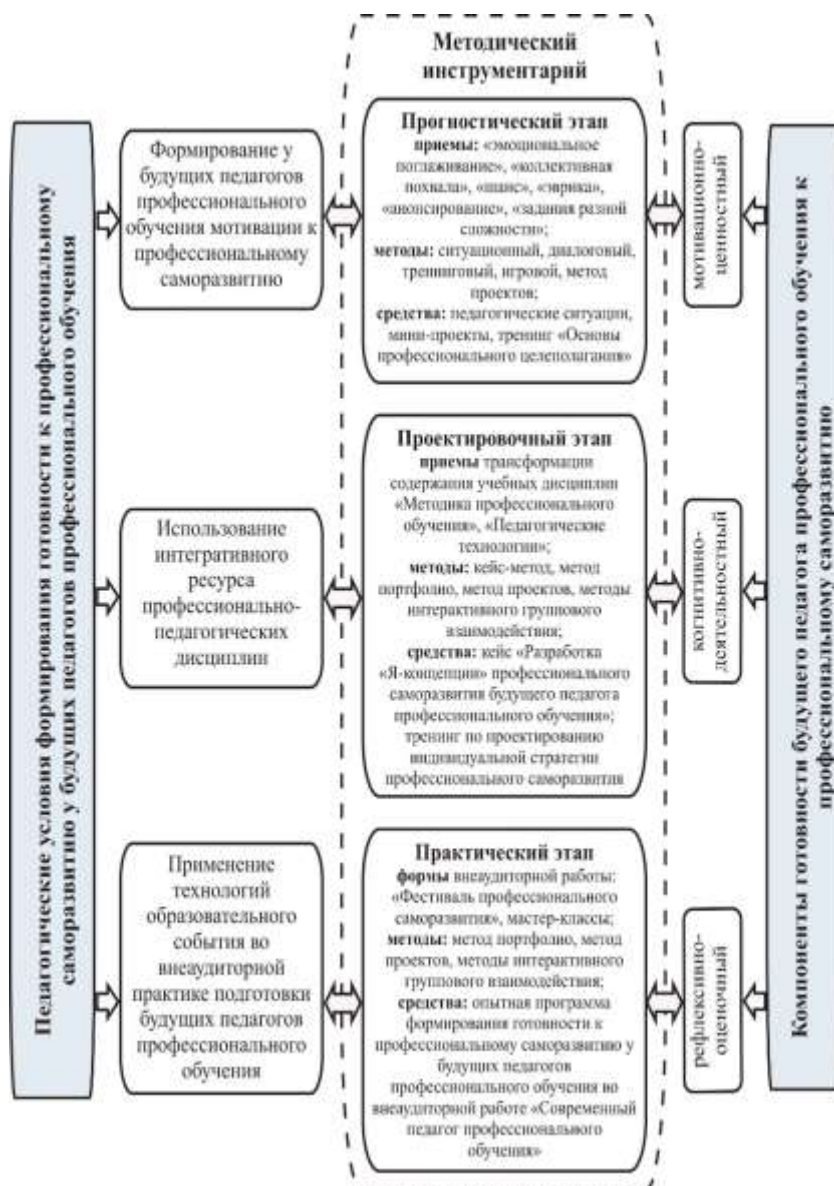 Педагогические условия формирования готовности к профессиональному
саморазвитию у будущих педагогов профессионального обучения
Формирование у
будущих педагогов
профессионального
обучения мотивации к
профессиональному
саморазвитию
Использование
интегративного
ресурса
профессионально-
педагогических
дисциплин
Применение
технологий
образовательного
события во
внеаудиторной
практике подготовки
будущих педагогов
профессионального
обучения
Методический
инструментарий
Прогностический этап
приемы: «эмоциональное
поглаживание», «коллективная
похвала», «шанс», «эврика»,
«анонсирование», «задания разной
сложности»;
методы: ситуационный, диалоговый,
тренинговый, игровой, метод
проектов;
средства: педагогические ситуации,
мини-проекты, тренинг «Основы
профессионального целеполагания»
Проектировочный этап
приемы трансформации
содержания учебных дисциплин
«Методика профессионального
обучения», «Педагогические
технологии»;
методы: кейс-метод, метод
портфолио, метод проектов, методы
интерактивного группового
взаимодействия;
средства: кейс «Разработка
«Я-концепции» профессионального
саморазвития будущего педагога
профессионального обучения»;
тренинг по проектированию
индивидуальной стратегии
профессионального саморазвития
Практический этап
формы внеаудиторной работы:
«Фестиваль профессионального
саморазвития», мастер-классы;
методы: метод портфолио, метод
проектов, методы интерактивного
группового взаимодействия;
средства: опытная программа
формирования готовности к
профессиональному саморазвитию у
будущих педагогов
профессионального обучения во
внеаудиторной работе «Современный
педагог профессионального
обучения»
мотивационно-
ценностный
когнитивно-
деятельностный
рефлексивно-
оценочный
Компоненты готовности будущего педагога профессионального обучения к
профессиональному саморазвитию